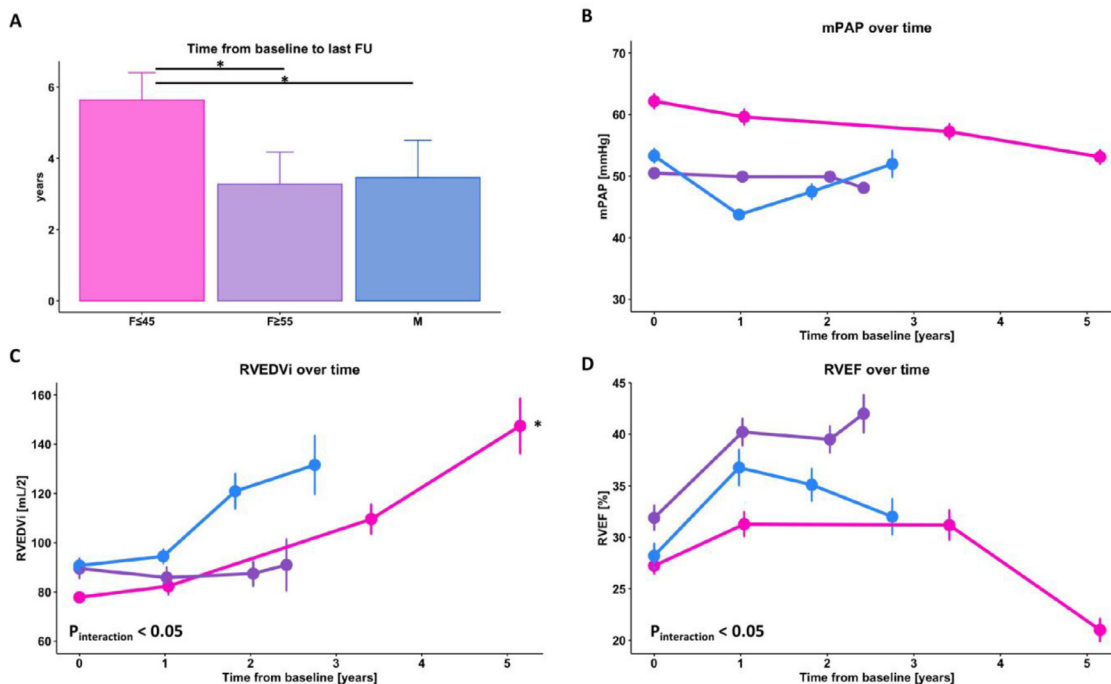 A
Time from baseline to last FU
*
*
6
4
2
0
years
F≤45
F≥55
M
B
mPAP over time
70
60
50
40
30
mPAP [mmHg]
0 1 2 3 4 5
Time from baseline [years]
C
RVEDVi over time
160
140
120
100
80
60
RVEDVi [mL/2]
*
P interaction < 0.05
0 1 2 3 4 5
Time from baseline [years]
D
RVEF over time
45
40
35
30
25
20
RVEF [%]
P interaction < 0.05
0 1 2 3 4 5
Time from baseline [years]